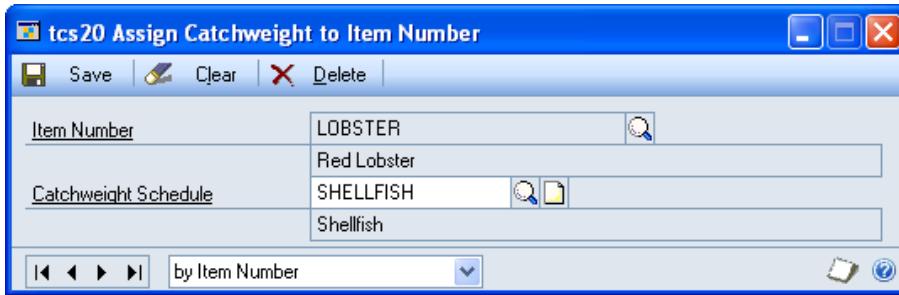 tcs20 Assign Catchweight to Item Number
Save Clear Delete
Item Number LOBSTER
Red Lobster
Catchweight Schedule SHELLFISH
Shellfish
by Item Number